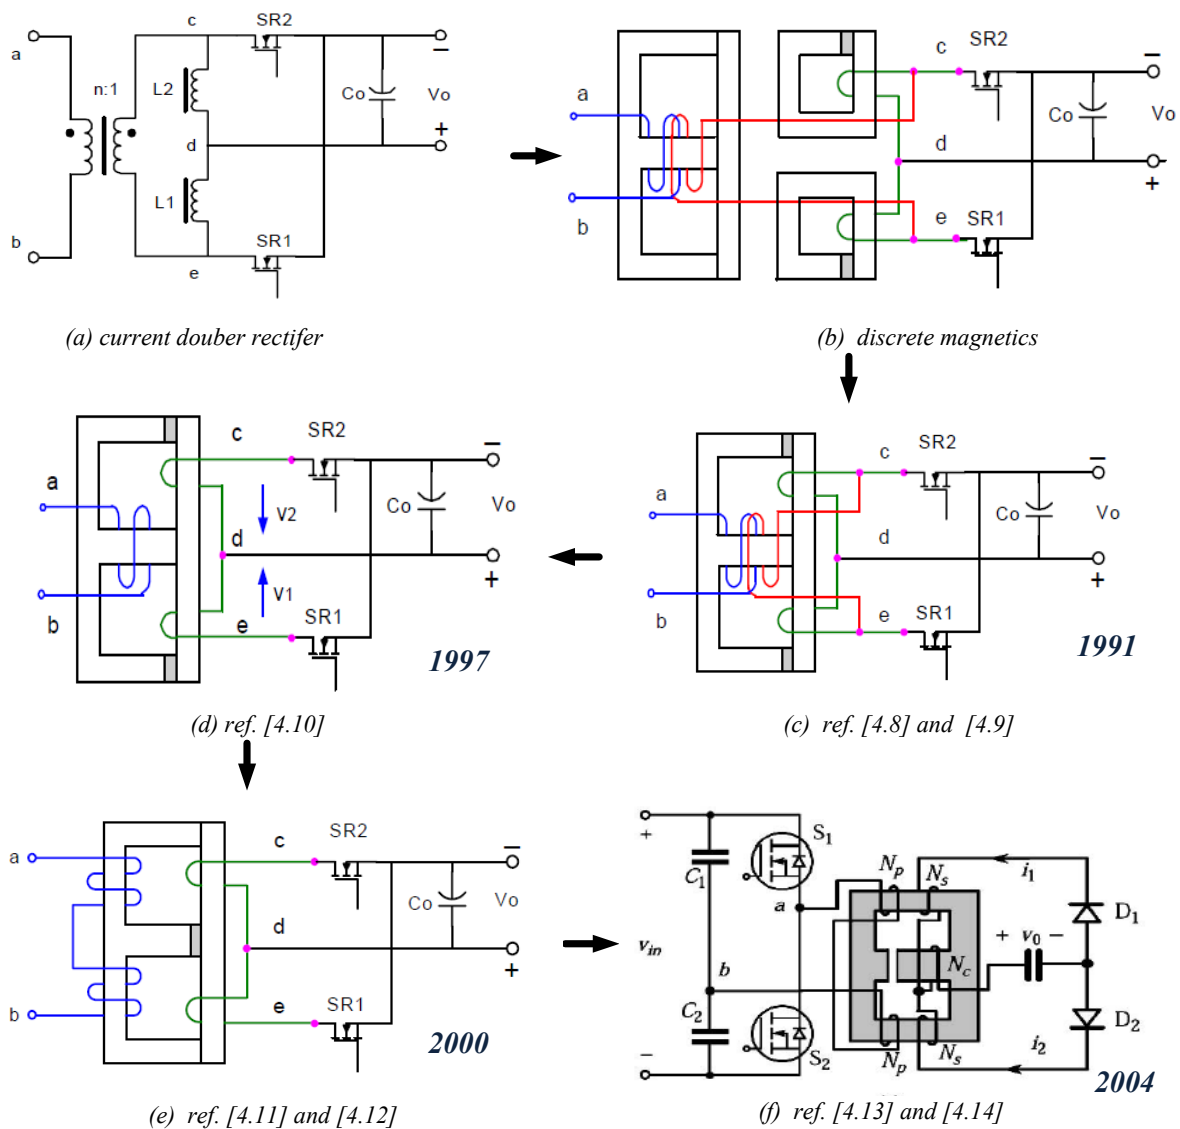 c
SR2
a
n:1
L2
Co
Vo
−
+
d
L1
b
SR1
e
(a) current douber rectifer
c
SR2
−
a
Co
Vo
d
b
e
SR1
+
(b) discrete magnetics
c
SR2
−
a
V2
Co
Vo
d
V1
+
b
e
SR1
1997
(d) ref. [4.10]
c
SR2
−
a
Co
Vo
d
+
b
e
SR1
1991
(c) ref. [4.8] and [4.9]
c
SR2
−
a
Co
Vo
d
+
b
e
SR1
2000
(e) ref. [4.11] and [4.12]
+
S1
C1
Np
Ns
i1
D1
a
+ v0 −
vin
b
Nc
C2
D2
−
S2
Np
Ns
i2
2004
(f) ref. [4.13] and [4.14]